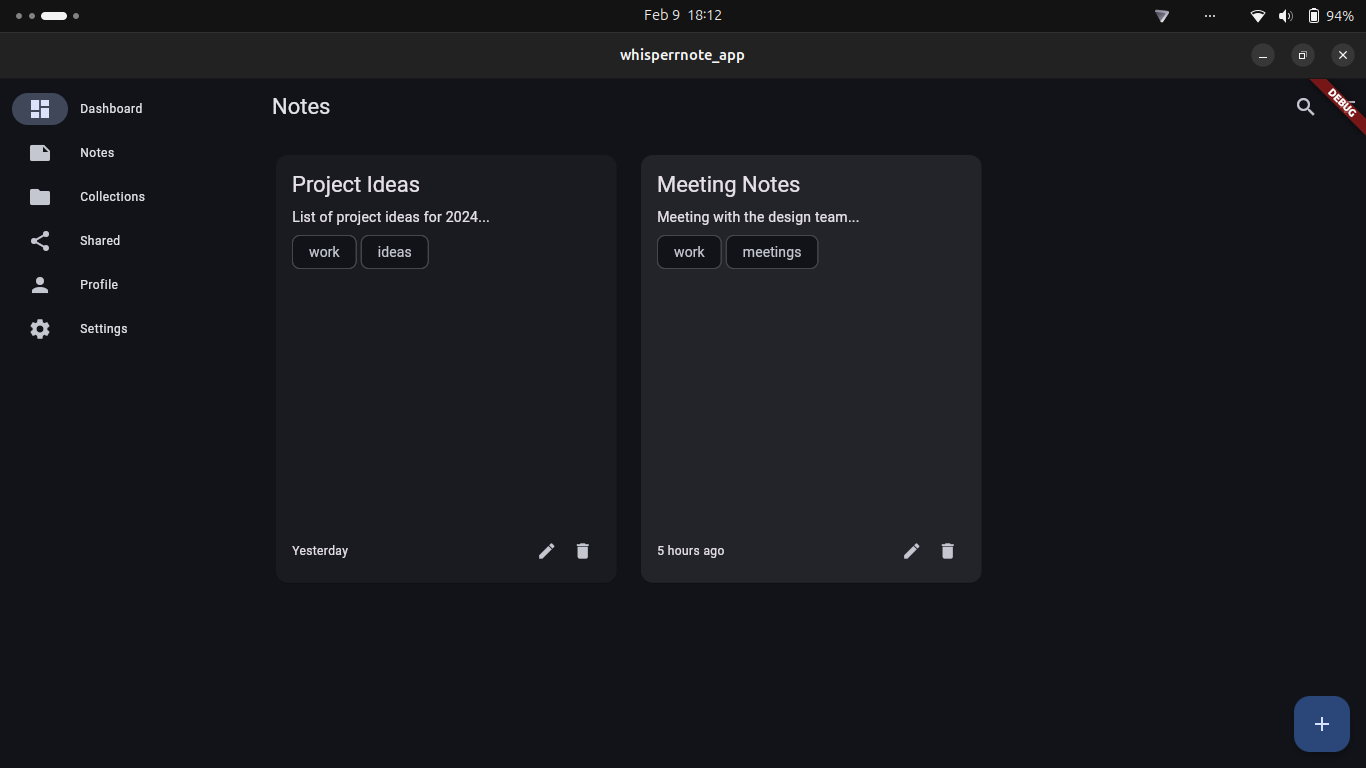 Feb 9 18:12
94%
whisperrnote_app
Dashboard
Notes
Collections
Shared
Profile
Settings
Notes
DEBUG
Project Ideas
List of project ideas for 2024...
work ideas
Yesterday
Meeting Notes
Meeting with the design team...
work meetings
5 hours ago